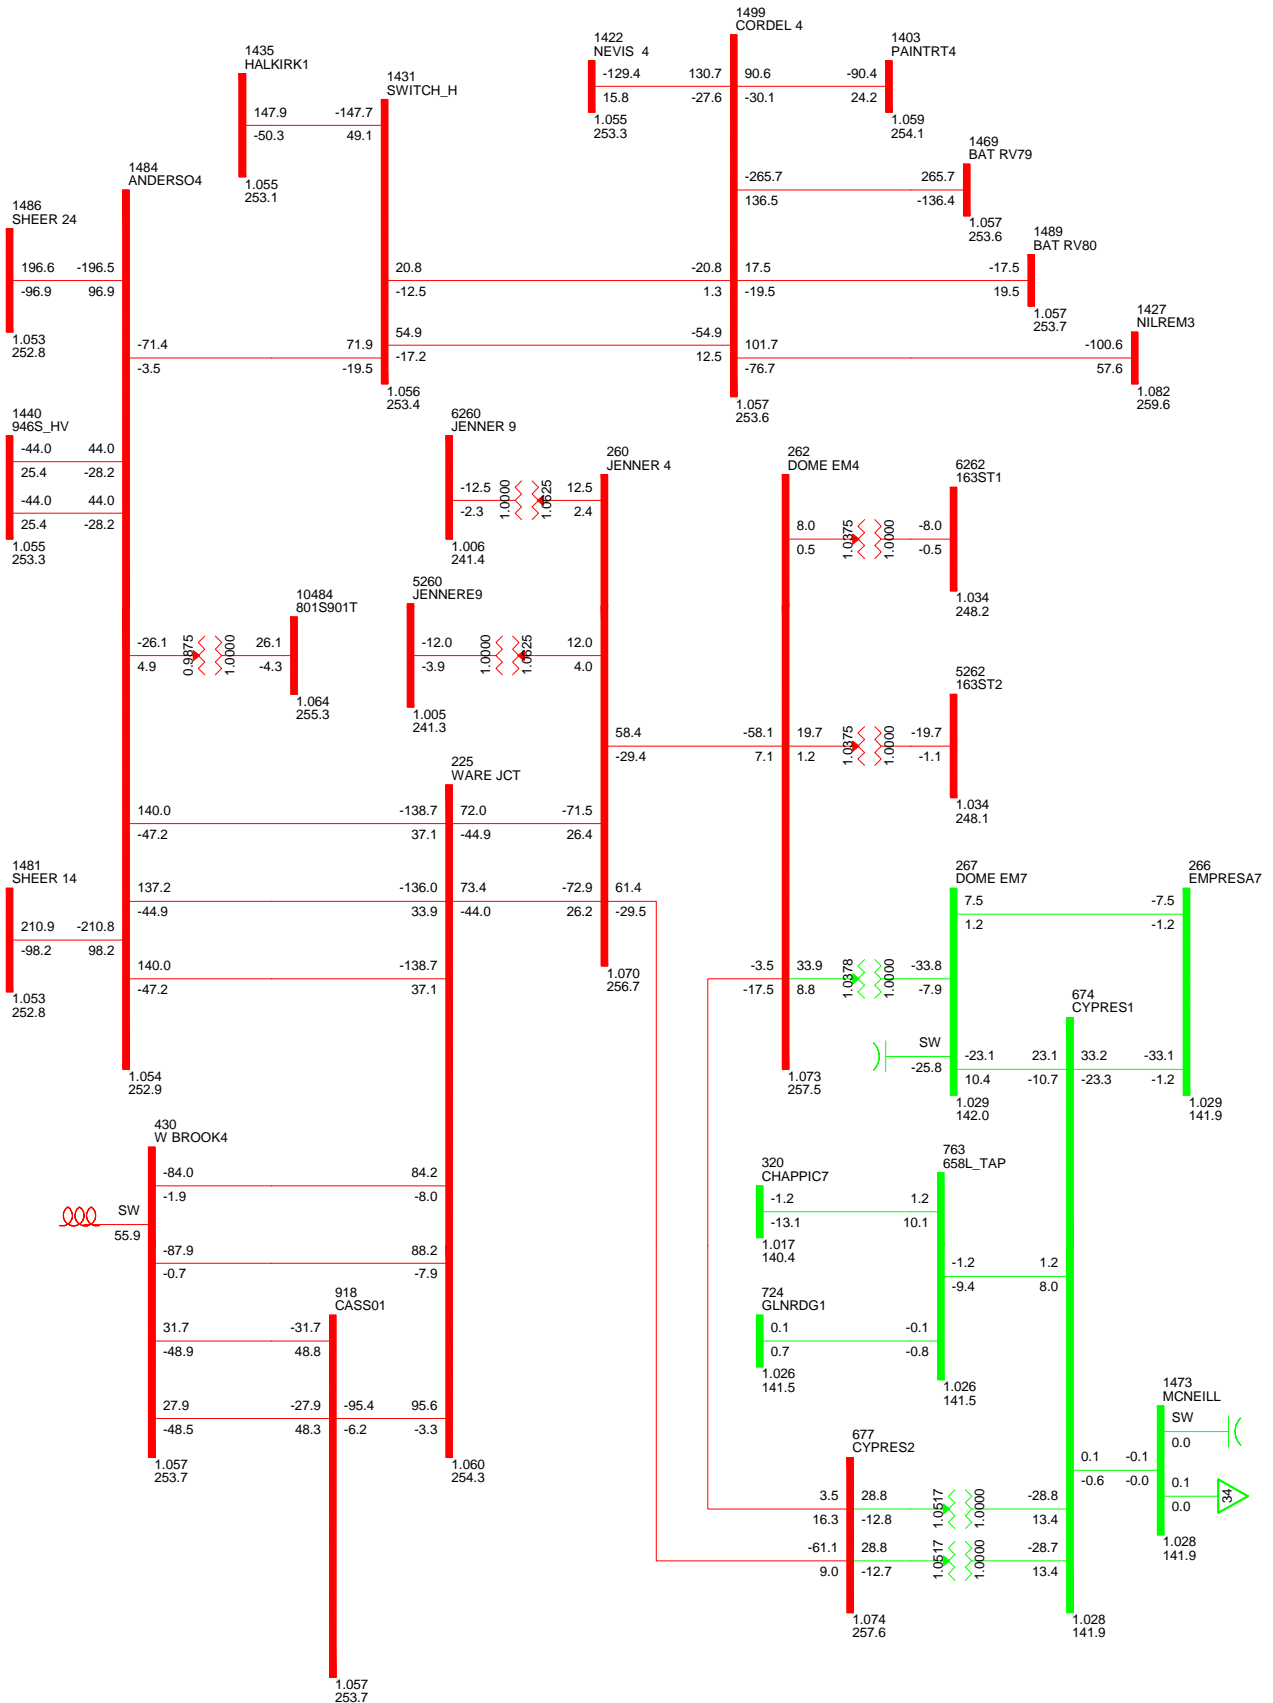 1499
CORDEL 4
1422
NEVIS  4
1403
PAINTRT4
1435
HALKIRK1
1431
SWITCH_H
-129.4 130.7 90.6 -90.4
15.8 -27.6 -30.1 24.2
1.055
253.3
1.059
254.1
147.9 -147.7
-50.3 49.1
1469
BAT RV79
1484
ANDERSO4
1.055
253.1
-265.7 265.7
136.5 -136.4
1.057
253.6
1486
SHEER 24
1489
BAT RV80
196.6 -196.5
-96.9 96.9
20.8 -20.8 17.5 -17.5
-12.5 1.3 -19.5 19.5
1.053
252.8
1.057
253.7
1427
NILREM3
-71.4 71.9
-3.5 -19.5
54.9 -54.9
-17.2 12.5
101.7 -100.6
-76.7 57.6
1.056
253.4
1.057
253.6
1.082
259.6
1440
946S_HV
-44.0 44.0
25.4 -28.2
-44.0 44.0
25.4 -28.2
1.055
253.3
6260
JENNER 9
260
JENNER 4
262
DOME EM4
6262
163ST1
-12.5 1.0000 1.0625 12.5
-2.3 2.4
1.006
241.4
8.0 1.0375 1.0000 -8.0
0.5 -0.5
1.034
248.2
10484
801S901T
5260
JENNERE9
-26.1 0.9875 1.0000 26.1
4.9 -4.3
1.064
255.3
-12.0 1.0000 1.0625 12.0
-3.9 4.0
1.005
241.3
5262
163ST2
58.4 -58.1 19.7 1.0375 1.0000 -19.7
-29.4 7.1 1.2 -1.1
1.034
248.1
225
WARE JCT
140.0 -138.7 72.0 -71.5
-47.2 37.1 -44.9 26.4
1481
SHEER 14
267
DOME EM7
266
EMPRESA7
137.2 -136.0 73.4 -72.9 61.4
-44.9 33.9 -44.0 26.2 -29.5
7.5 -7.5
1.2 -1.2
210.9 -210.8
-98.2 98.2
1.053
252.8
140.0 -138.7
-47.2 37.1
1.070
256.7
-3.5 33.9 1.0378 1.0000 -33.8
-17.5 8.8 -7.9
674
CYPRES1
SW
-25.8
-23.1 23.1 33.2 -33.1
10.4 -10.7 -23.3 -1.2
1.054
252.9
1.073
257.5
1.029
142.0
1.029
141.9
430
W BROOK4
-84.0 84.2
-1.9 -8.0
SW
55.9
-87.9 88.2
-0.7 -7.9
320
CHAPPIC7
763
658L_TAP
-1.2 1.2
-13.1 10.1
1.017
140.4
-1.2 1.2
-9.4 8.0
918
CASS01
724
GLNRDG1
31.7 -31.7
-48.9 48.8
0.1 -0.1
0.7 -0.8
1.026
141.5
1.026
141.5
27.9 -27.9 -95.4 95.6
-48.5 48.3 -6.2 -3.3
1.057
253.7
1.060
254.3
1473
MCNEILL
SW
0.0
677
CYPRES2
0.1 -0.1
-0.6 -0.0
0.1
0.0
34
3.5 28.8 1.0517 1.0000 -28.8
16.3 -12.8 13.4
-61.1 28.8 1.0517 1.0000 -28.7
9.0 -12.7 13.4
1.028
141.9
1.074
257.6
1.028
141.9
1.057
253.7